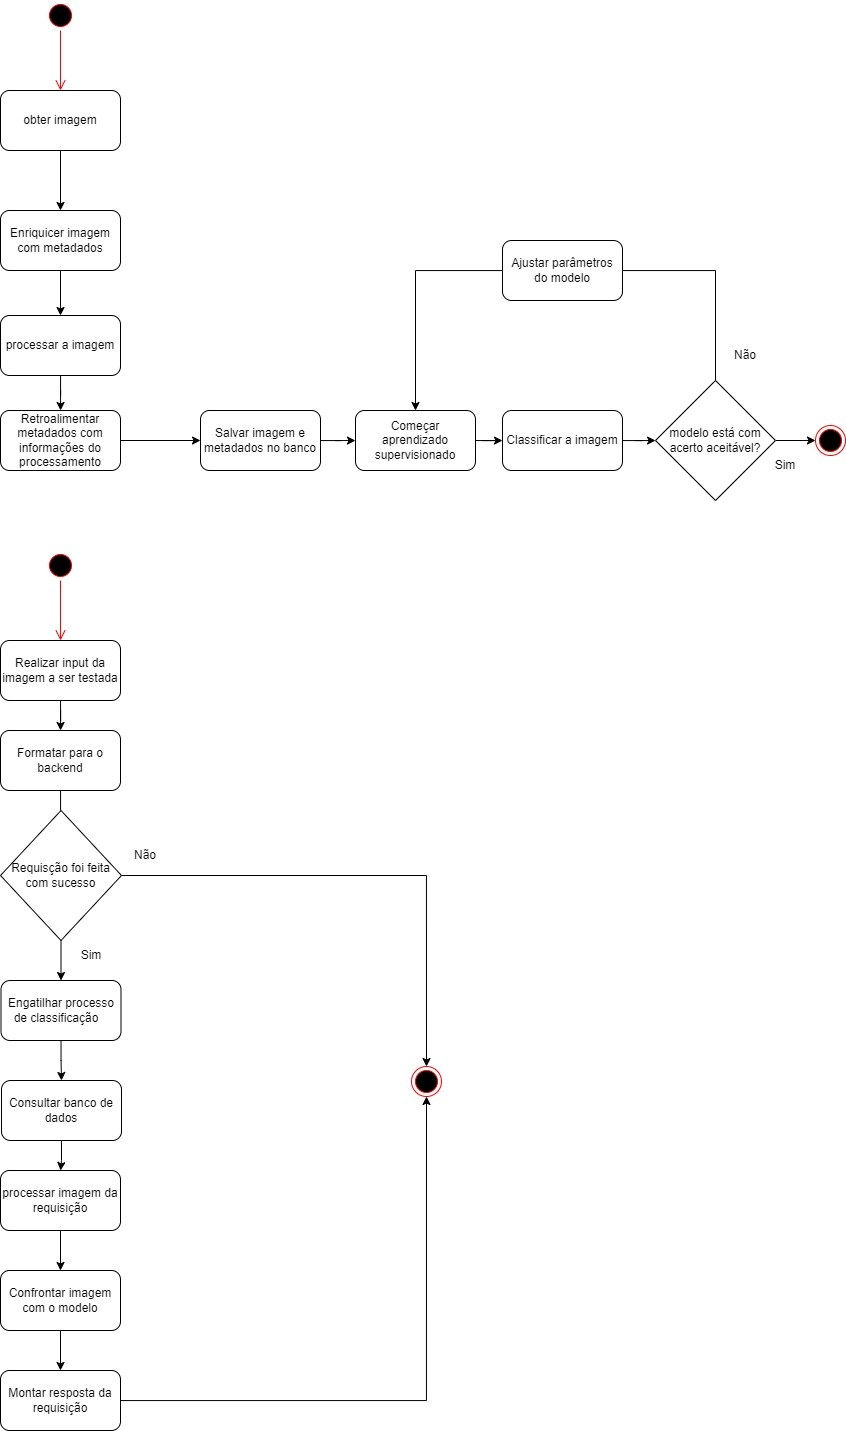 obter imagem
Enriquicer imagem
com metadados
processar a imagem
Retroalimentar
metadados com
informações do
processamento
Salvar imagem e
metadados no banco
Começar
aprendizado
supervisionado
Classificar a imagem
Ajustar parâmetros
do modelo
Não
modelo está com
acerto aceitável?
Sim
Realizar input da
imagem a ser testada
Formatar para o
backend
Requisção foi feita
com sucesso
Não
Sim
Engatilhar processo
de classificação
Consultar banco de
dados
processar imagem da
requisição
Confrontar imagem
com o modelo
Montar resposta da
requisição